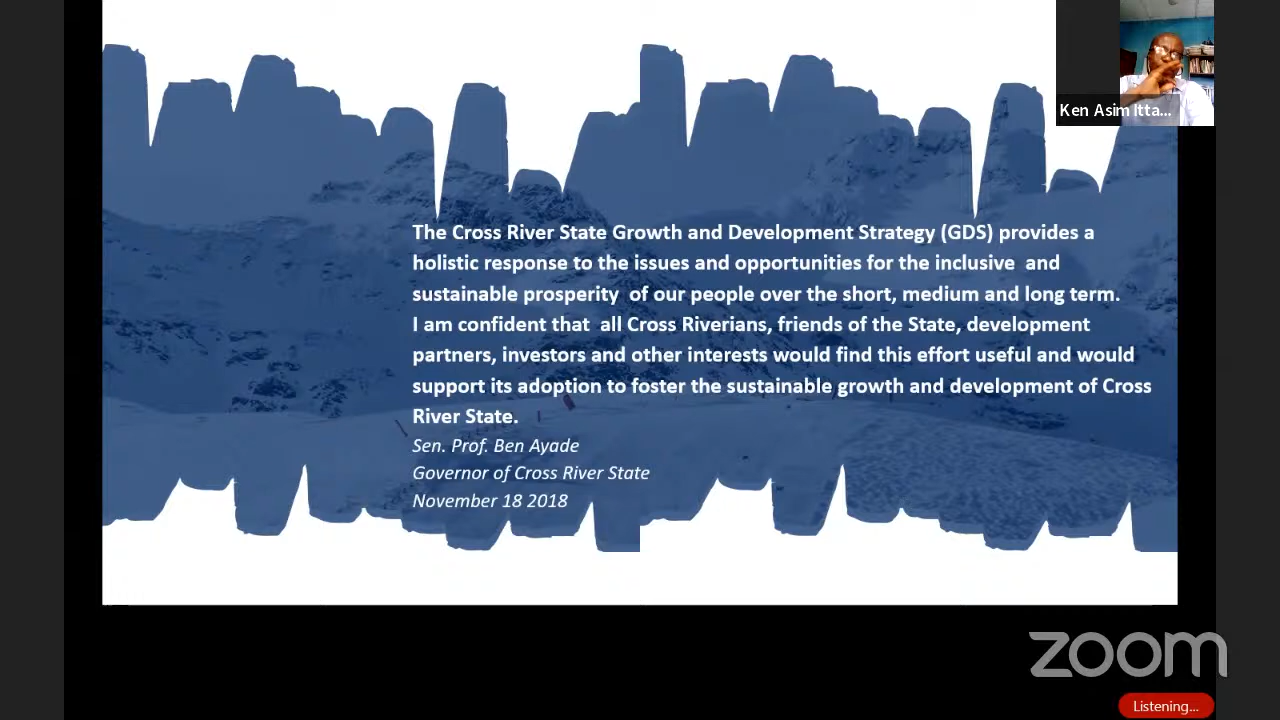 Ken Asim Itta...
The Cross River State Growth and Development Strategy (GDS) provides a
holistic response to the issues and opportunities for the inclusive and
sustainable prosperity of our people over the short, medium and long term.
I am confident that all Cross Riverians, friends of the State, development
partners, investors and other interests would find this effort useful and would
support its adoption to foster the sustainable growth and development of Cross
River State.
Sen. Prof. Ben Ayade
Governor of Cross River State
November 18 2018
zoom
Listening...